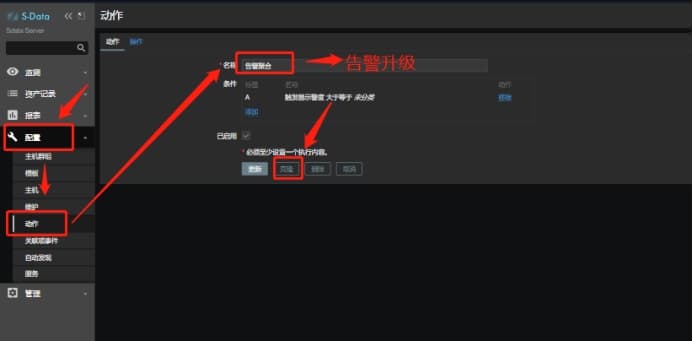 S-Data
Sdata Server
监测
资产记录
报表
配置
主机群组
模板
主机
维护
动作
关联项事件
自动发现
服务
管理
动作
动作 操作
* 名称 告警聚合 告警升级
条件 标签 名称 动作
A 触发器示警度 大于等于 未分类 移除
添加
已启用
* 必须至少设置一个执行内容。
更新 克隆 删除 取消